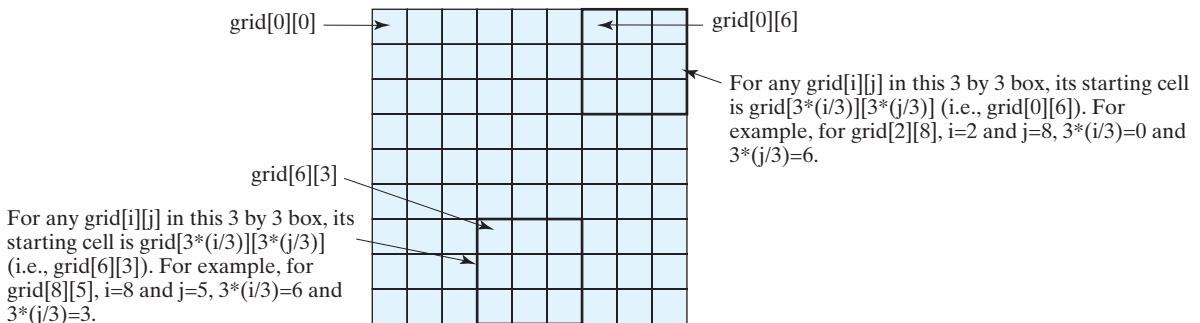 grid[0][0]
grid[0][6]
For any grid[i][j] in this 3 by 3 box, its starting cell
is grid[3*(i/3)][3*(j/3)] (i.e., grid[0][6]). For
example, for grid[2][8], i=2 and j=8, 3*(i/3)=0 and
3*(j/3)=6.
grid[6][3]
For any grid[i][j] in this 3 by 3 box, its
starting cell is grid[3*(i/3)][3*(j/3)]
(i.e., grid[6][3]). For example, for
grid[8][5], i=8 and j=5, 3*(i/3)=6 and
3*(j/3)=3.